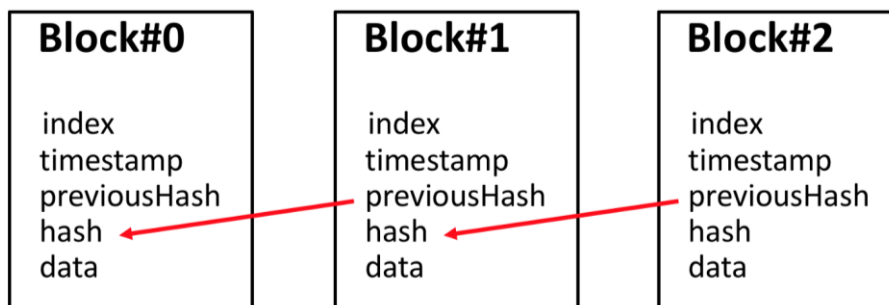 Block#0
index
timestamp
previousHash
hash
data
Block#1
index
timestamp
previousHash
hash
data
Block#2
index
timestamp
previousHash
hash
data